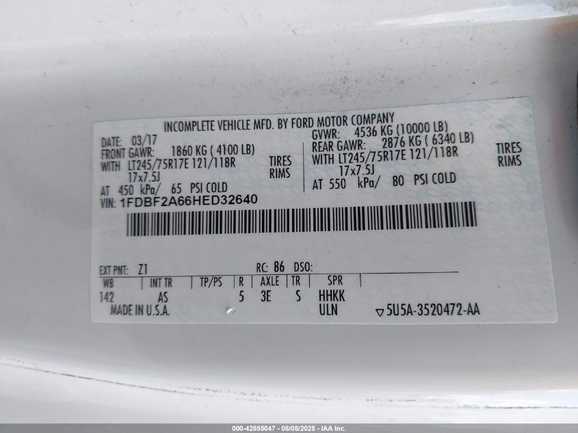 INCOMPLETE VEHICLE MFD. BY FORD MOTOR COMPANY
DATE: 03/17 GVWR: 4536 KG (10000 LB)
FRONT GAWR: 1860 KG ( 4100 LB) REAR GAWR: 2876 KG ( 6340 LB)
WITH LT245/75R17E 121/118R TIRES WITH LT245/75R17E 121/118R TIRES
17x7.5J RIMS 17x7.5J RIMS
AT 450 kPa/ 65 PSI COLD AT 550 kPa/ 80 PSI COLD
VIN: 1FDBF2A66HED32640
EXT PNT: Z1 RC: 86 DSO:
WB INT TR TP/PS R AXLE TR SPR
142 AS 5 3E S HHKK
MADE IN U.S.A. ULN ▽5U5A-3520472-AA
000-42555047 - 08/08/2025 - IAA Inc.